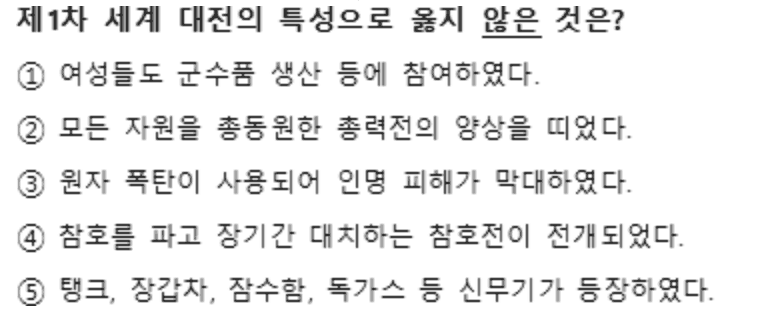 제1차 세계 대전의 특성으로 옳지 않은 것은?
① 여성들도 군수품 생산 등에 참여하였다.
② 모든 자원을 총동원한 총력전의 양상을 띠었다.
③ 원자 폭탄이 사용되어 인명 피해가 막대하였다.
④ 참호를 파고 장기간 대치하는 참호전이 전개되었다.
⑤ 탱크, 장갑차, 잠수함, 독가스 등 신무기가 등장하였다.